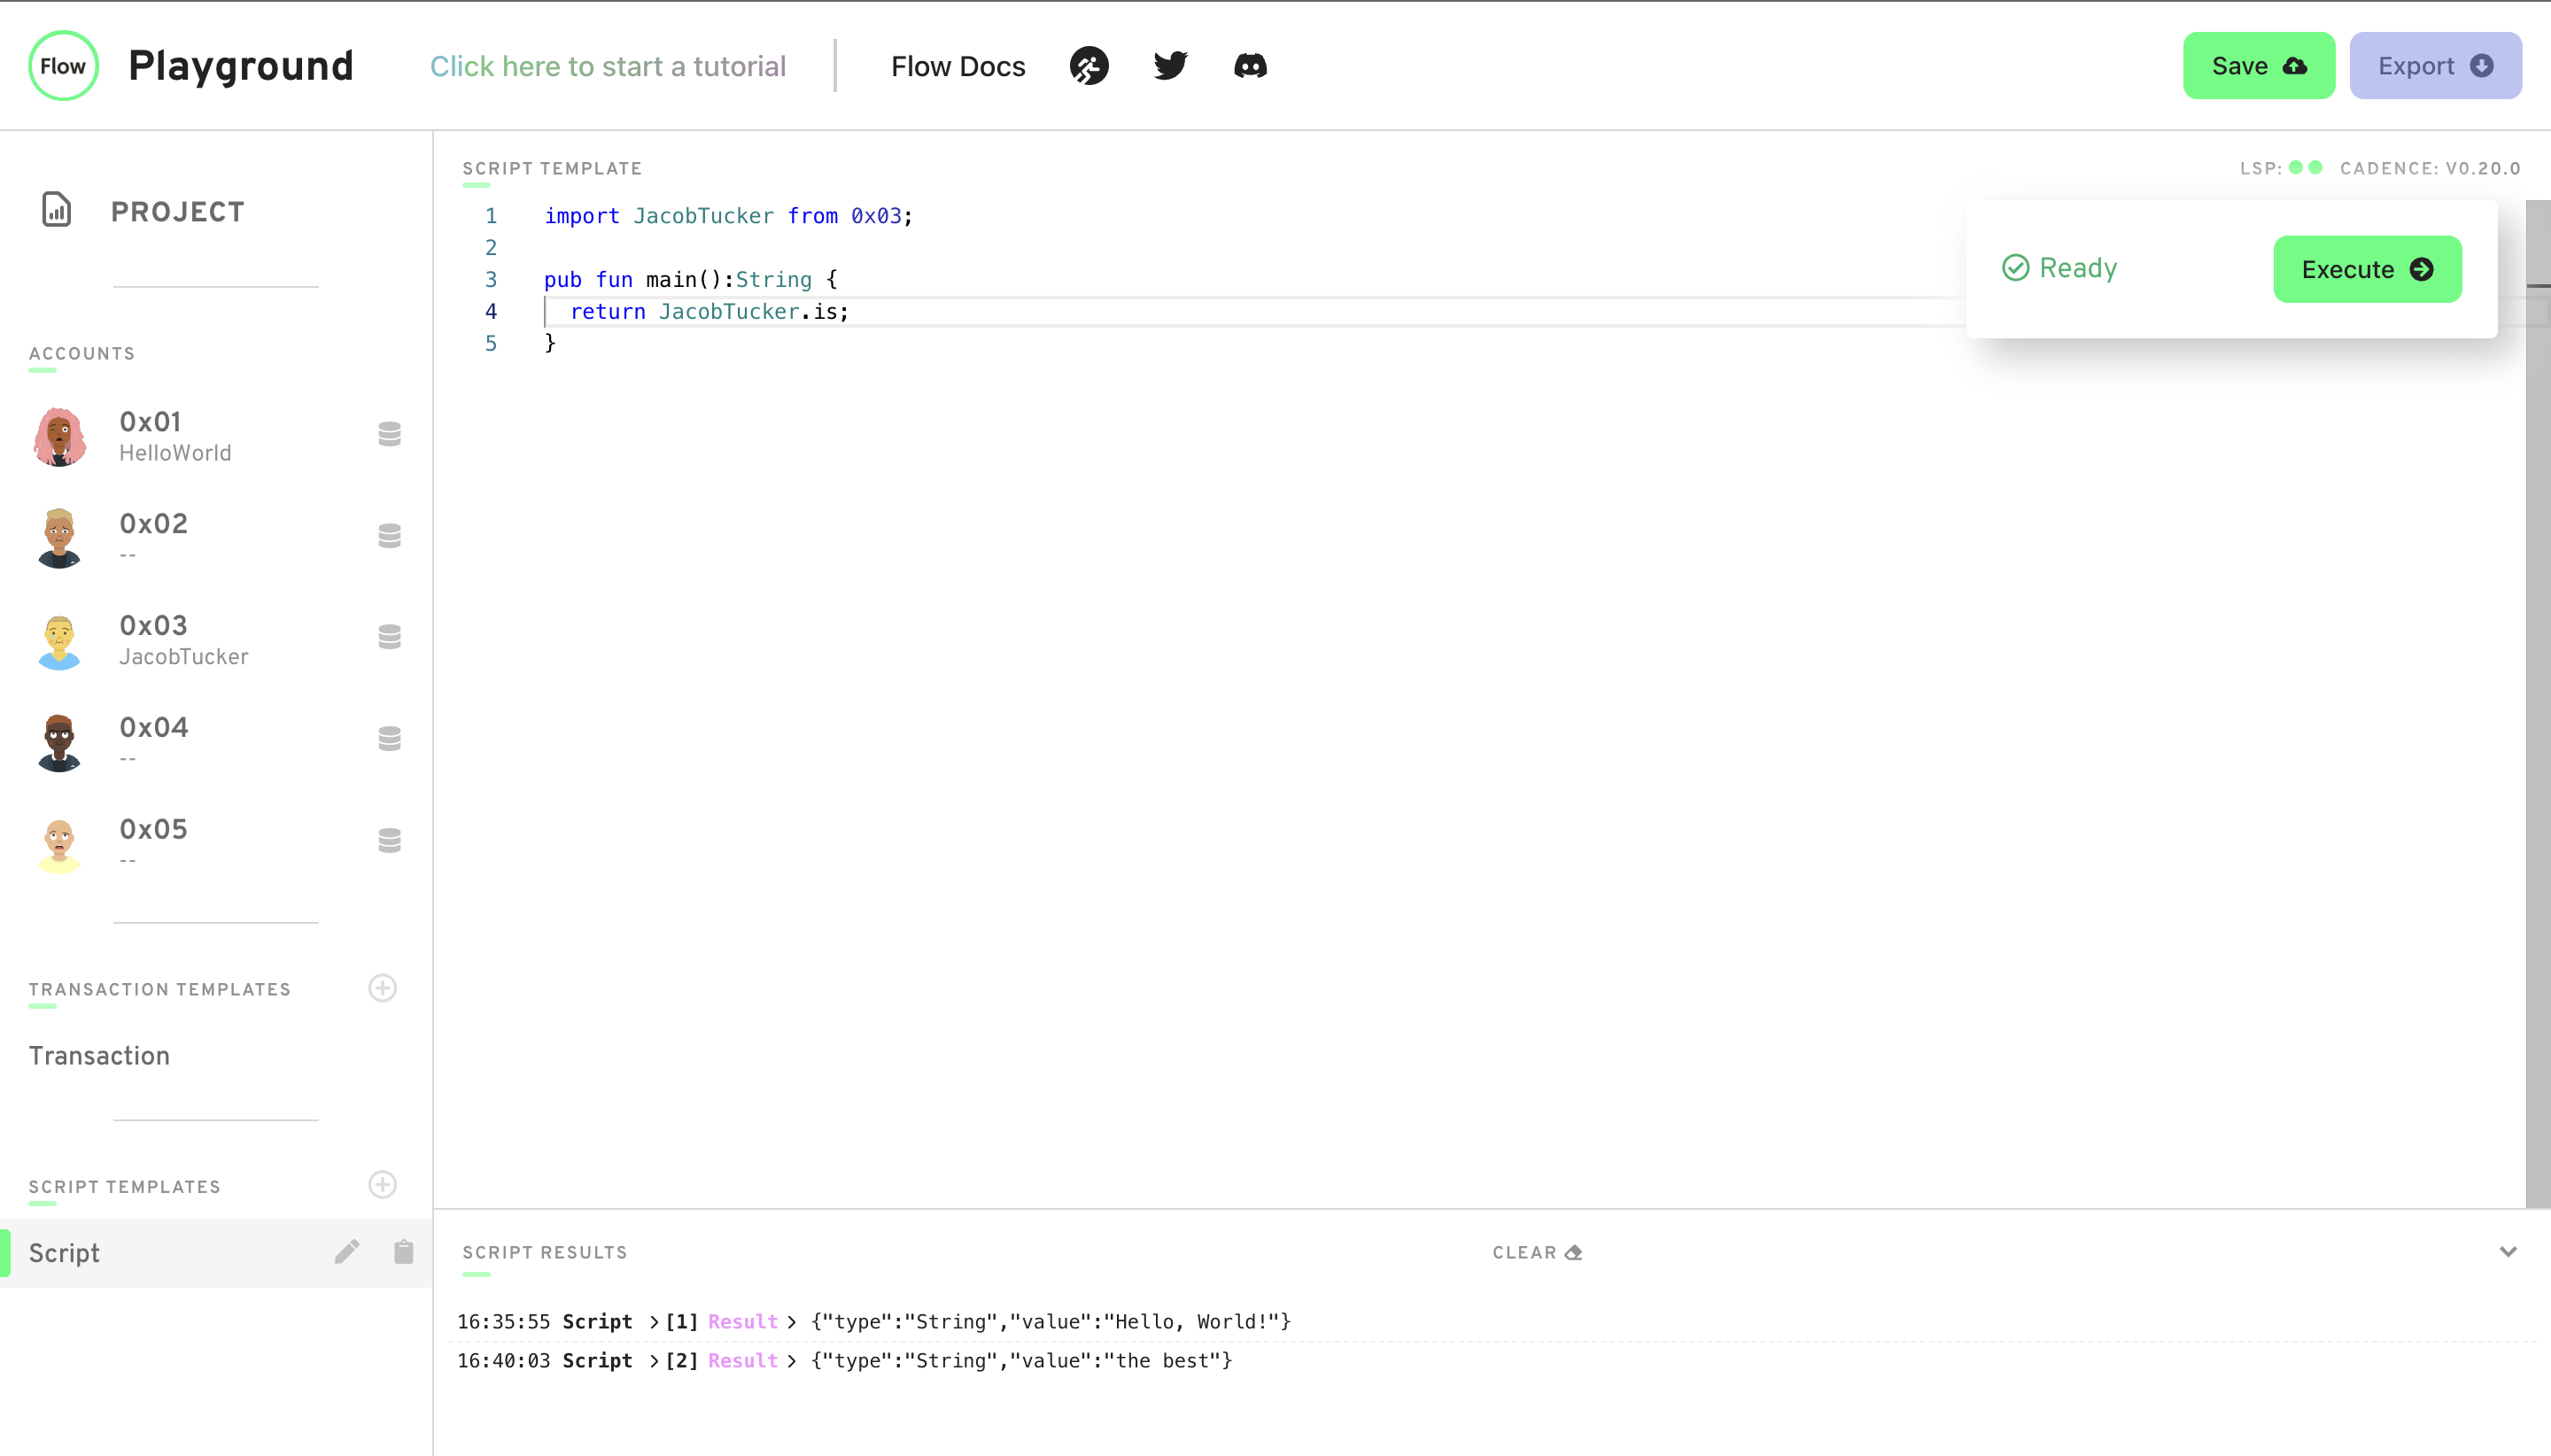 Flow Playground Click here to start a tutorial Flow Docs Save Export
PROJECT
ACCOUNTS
0x01
HelloWorld
0x02
--
0x03
JacobTucker
0x04
--
0x05
--
TRANSACTION TEMPLATES
Transaction
SCRIPT TEMPLATES
Script
SCRIPT TEMPLATE LSP: CADENCE: V0.20.0
1 import JacobTucker from 0x03;
2
3 pub fun main():String {
4 return JacobTucker.is;
5 }
Ready Execute
SCRIPT RESULTS CLEAR
16:35:55 Script >[1] Result > {"type":"String","value":"Hello, World!"}
16:40:03 Script >[2] Result > {"type":"String","value":"the best"}